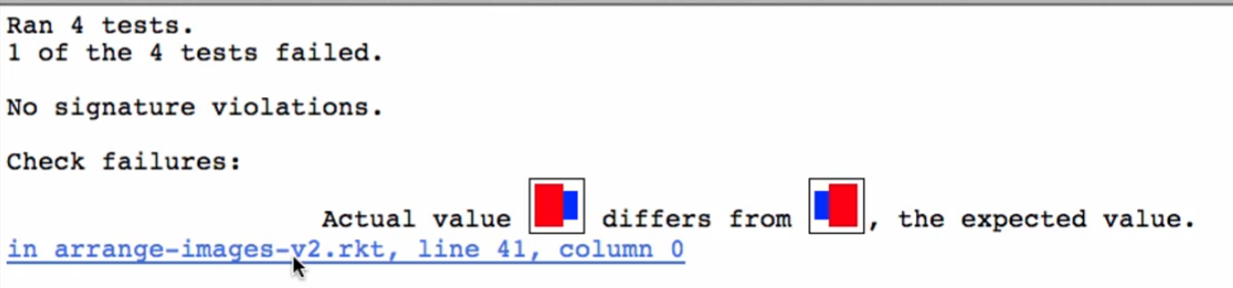 Ran 4 tests.
1 of the 4 tests failed.
No signature violations.
Check failures:
Actual value differs from , the expected value.
in arrange-images-v2.rkt, line 41, column 0